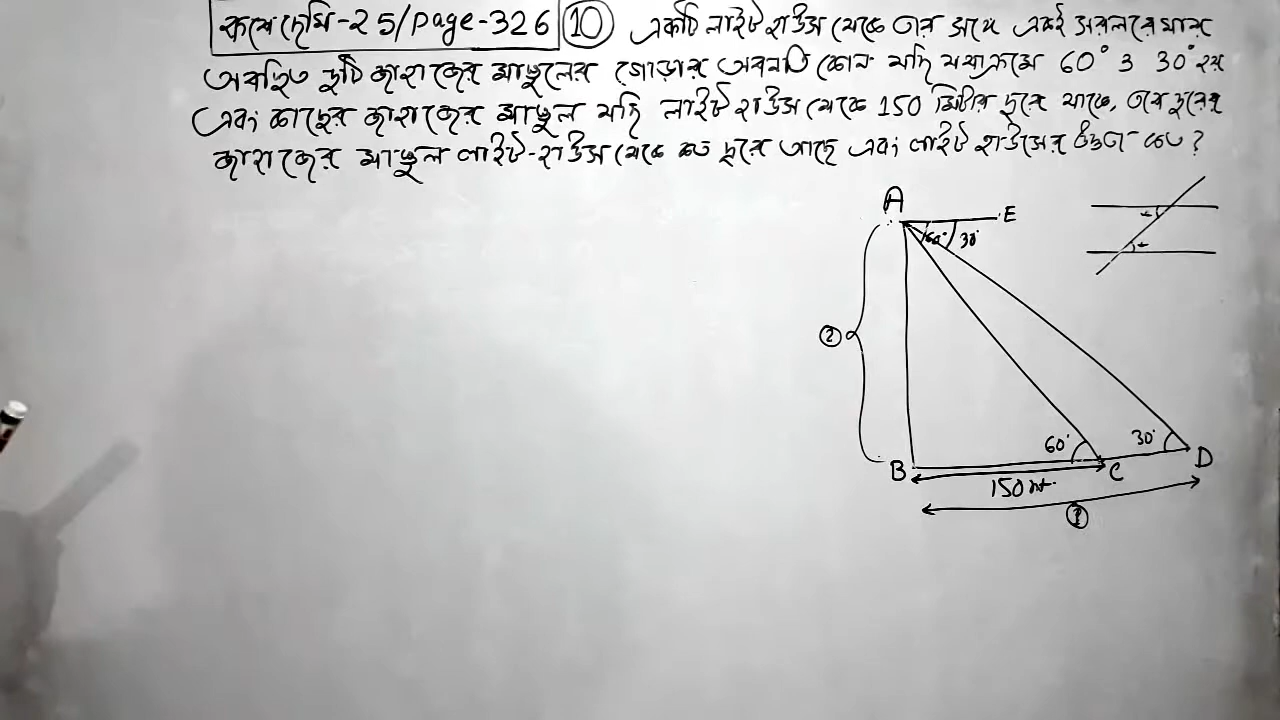 কষে দেখি-25/page-326 10 একটি লাইট হাউস থেকে তার সাথে একই সরলরেখায়
অবস্থিত দুটি জাহাজের মাস্তুলের গোড়ার অবনতি কোণ যদি যথাক্রমে 60° ও 30° হয়
এবং কাছের জাহাজের মাস্তুল যদি লাইট হাউস থেকে 150 মিটার দূরে থাকে, তবে দূরের
জাহাজের মাস্তুল লাইট-হাউস থেকে কত দূরে আছে এবং লাইট হাউসের উচ্চতা কত?
A
E
60° 30°
2
60° 30°
B C D
150 মি.
1